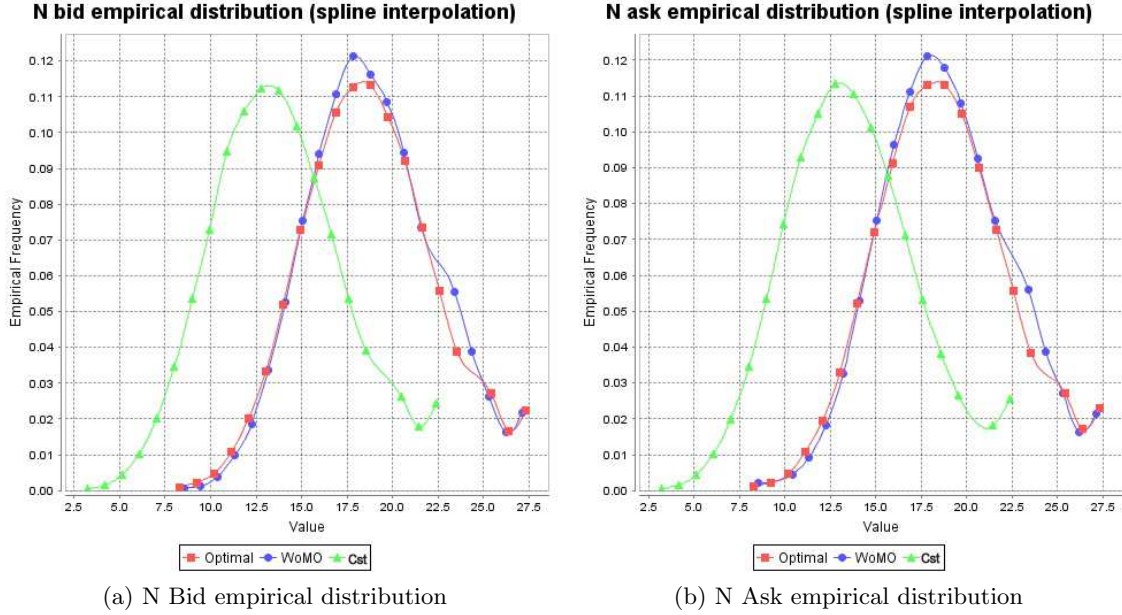 N bid empirical distribution (spline interpolation)
Empirical Frequency
0.12
0.11
0.10
0.09
0.08
0.07
0.06
0.05
0.04
0.03
0.02
0.01
0.00
2.5 5.0 7.5 10.0 12.5 15.0 17.5 20.0 22.5 25.0 27.5
Value
Optimal WoMO Cst
(a) N Bid empirical distribution
N ask empirical distribution (spline interpolation)
Empirical Frequency
0.12
0.11
0.10
0.09
0.08
0.07
0.06
0.05
0.04
0.03
0.02
0.01
0.00
2.5 5.0 7.5 10.0 12.5 15.0 17.5 20.0 22.5 25.0 27.5
Value
Optimal WoMO Cst
(b) N Ask empirical distribution